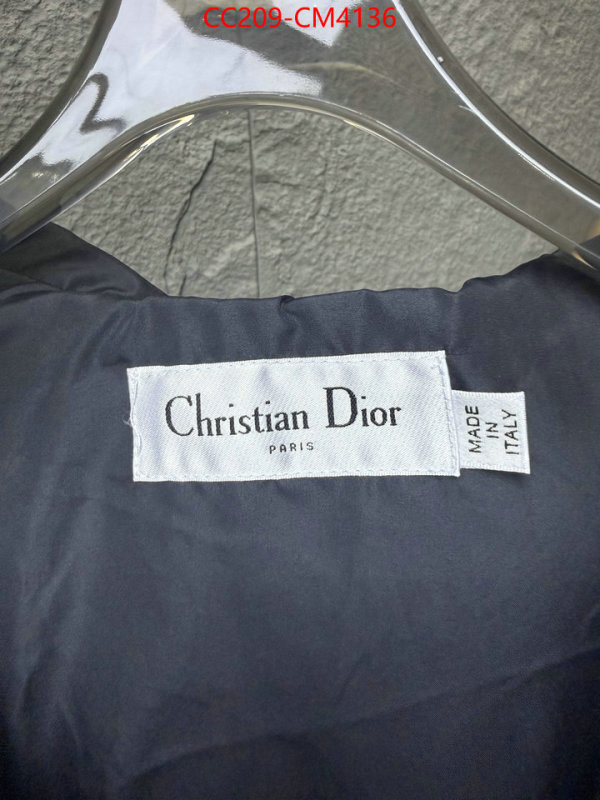 CC209-CM4136
Christian Dior
PARIS
MADE
IN
ITALY